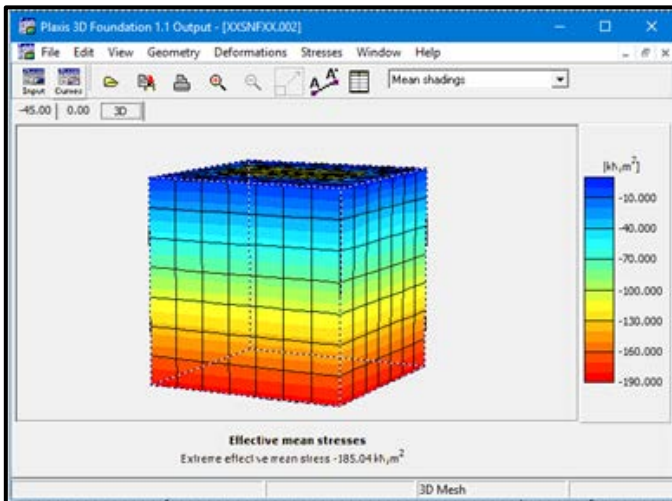 Plaxis 3D Foundation 1.1 Output - [XXSNFXX.002]
File Edit View Geometry Deformations Stresses Window Help
Input Curves Mean shadings
-45.00 0.00 3D
[kN/m²]
-10.000
-40.000
-70.000
-100.000
-130.000
-160.000
-190.000
Effective mean stresses
Extreme effective mean stress -185.04 kN/m²
3D Mesh